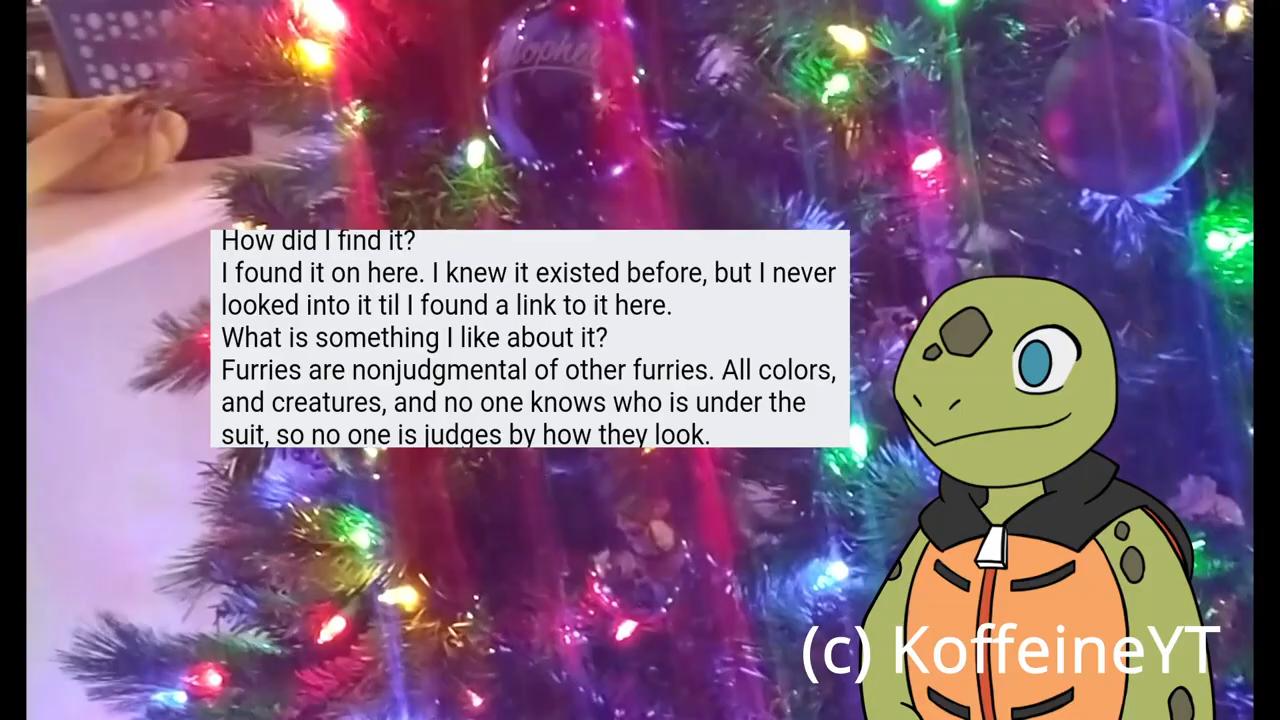 How did I find it?
I found it on here. I knew it existed before, but I never
looked into it til I found a link to it here.
What is something I like about it?
Furries are nonjudgmental of other furries. All colors,
and creatures, and no one knows who is under the
suit, so no one is judges by how they look.
(c) KoffeineYT